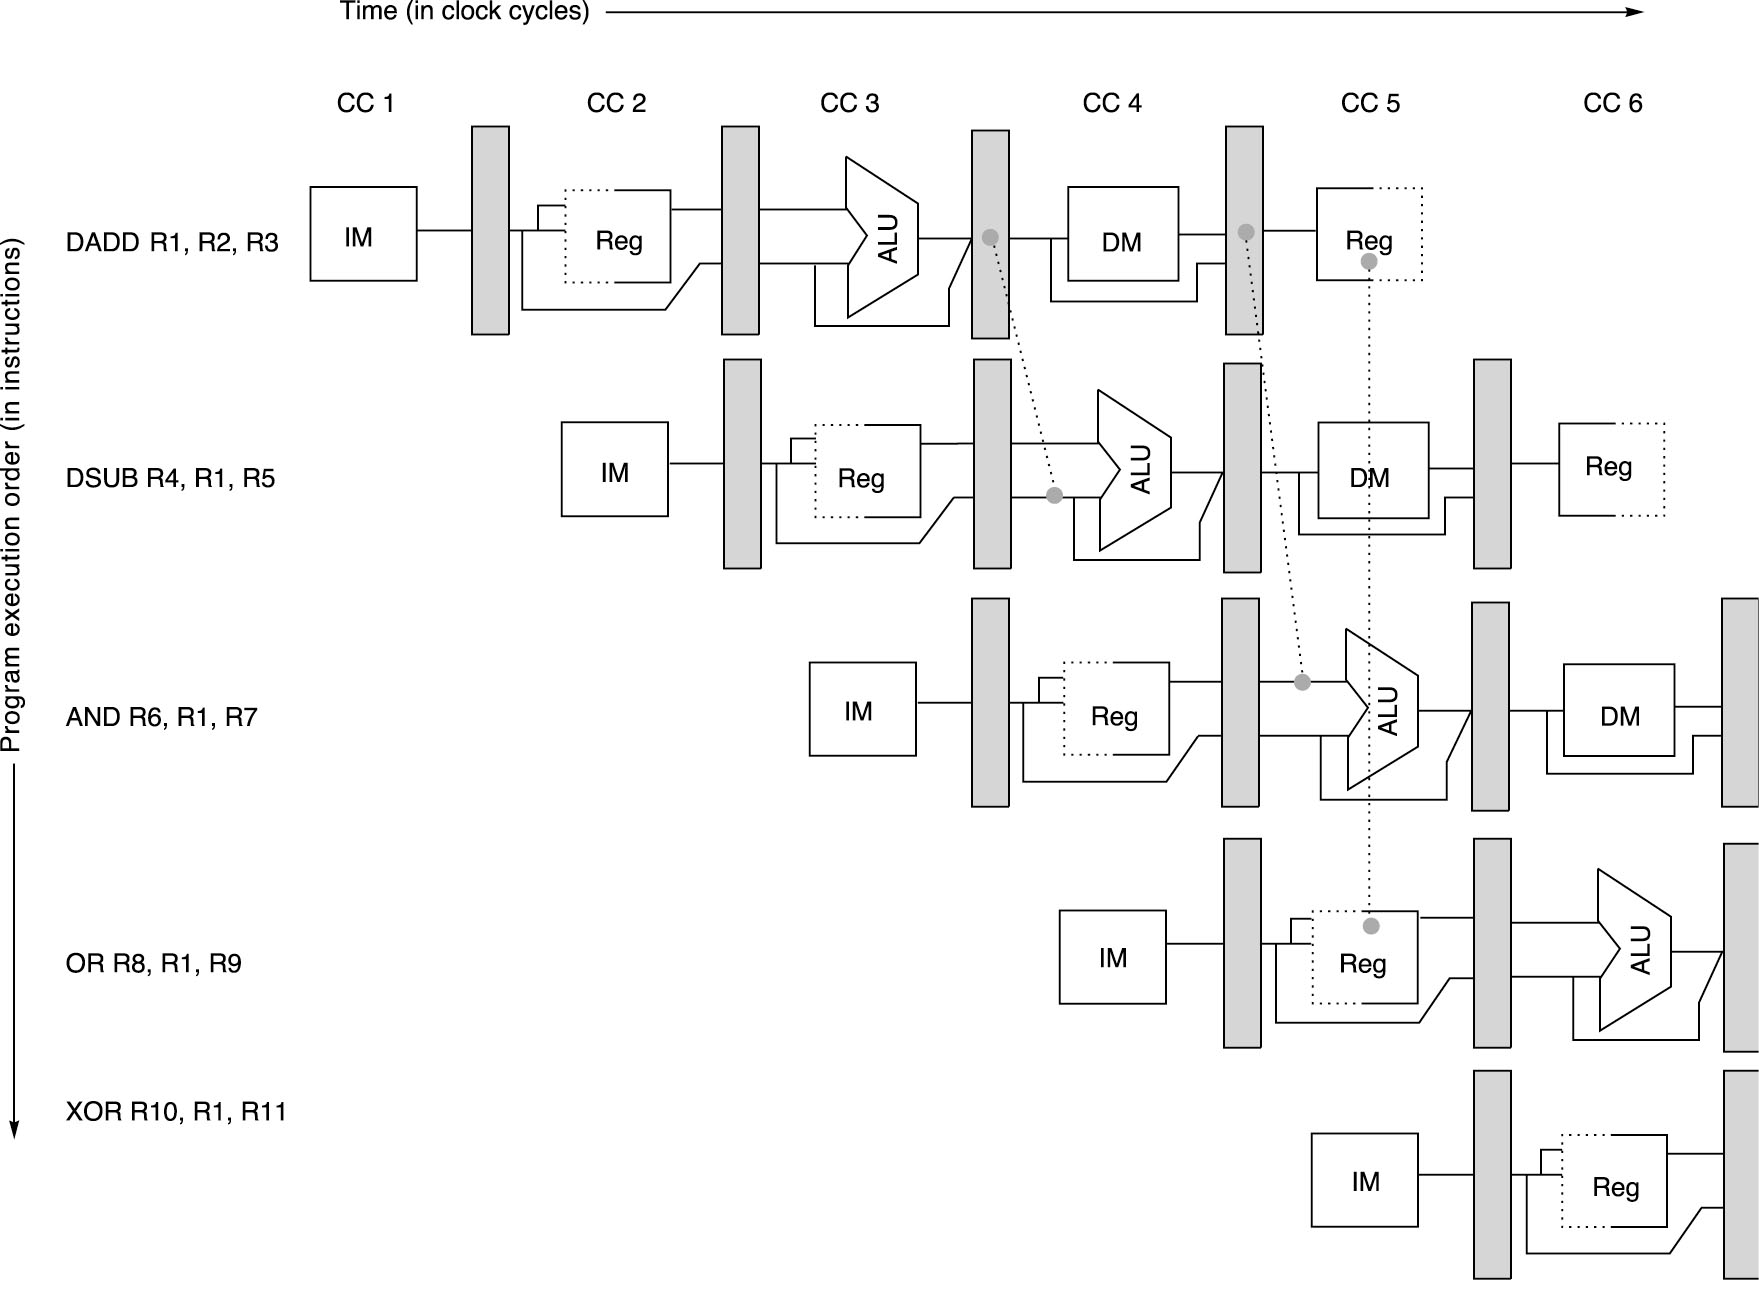 Time (in clock cycles)
CC 1 CC 2 CC 3 CC 4 CC 5 CC 6
Program execution order (in instructions)
DADD R1, R2, R3 IM Reg ALU DM Reg
DSUB R4, R1, R5 IM Reg ALU DM Reg
AND R6, R1, R7 IM Reg ALU DM
OR R8, R1, R9 IM Reg ALU
XOR R10, R1, R11 IM Reg